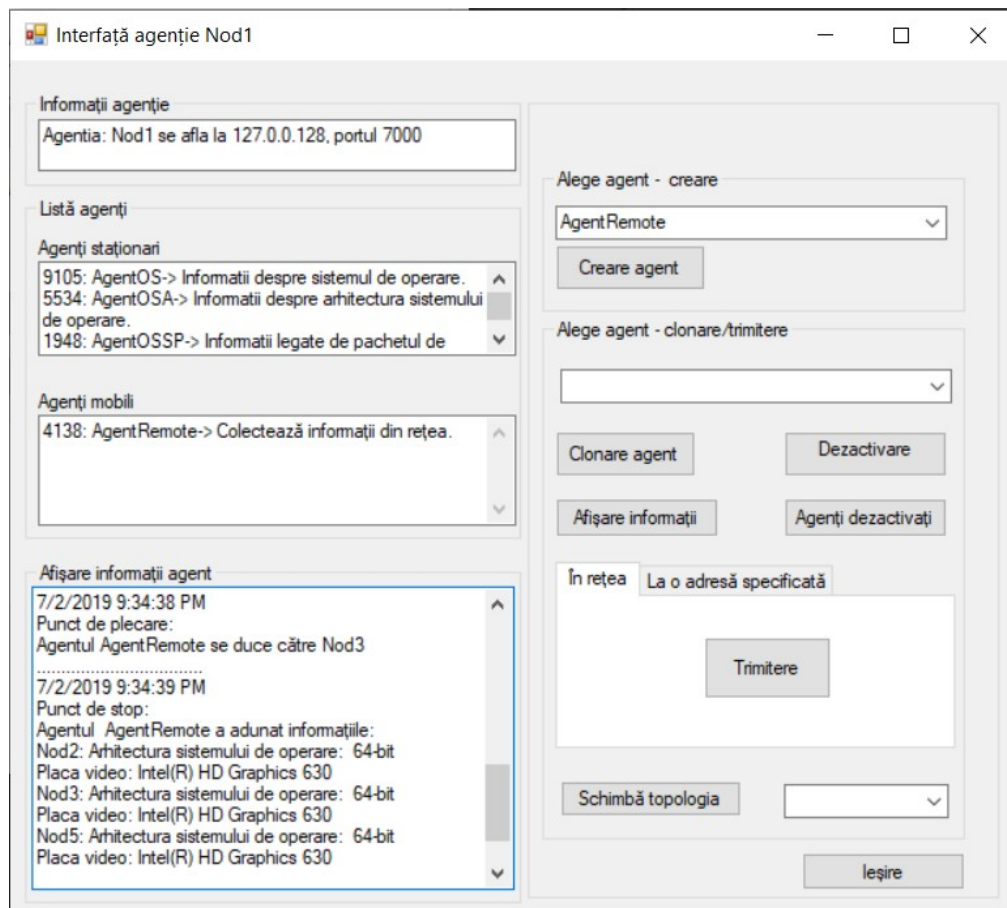 Interfață agenție Nod1
Informații agenție
Agentia: Nod1 se afla la 127.0.0.128, portul 7000
Listă agenți
Agenți staționari
9105: AgentOS-> Informatii despre sistemul de operare.
5534: AgentOSA-> Informatii despre arhitectura sistemului
de operare.
1948: AgentOSSP-> Informatii legate de pachetul de
Agenți mobili
4138: AgentRemote-> Colectează informații din rețea.
Afișare informații agent
7/2/2019 9:34:38 PM
Punct de plecare:
Agentul AgentRemote se duce către Nod3
..................................
7/2/2019 9:34:39 PM
Punct de stop:
Agentul  AgentRemote a adunat informațiile:
Nod2: Arhitectura sistemului de operare:  64-bit
Placa video: Intel(R) HD Graphics 630
Nod3: Arhitectura sistemului de operare:  64-bit
Placa video: Intel(R) HD Graphics 630
Nod5: Arhitectura sistemului de operare:  64-bit
Placa video: Intel(R) HD Graphics 630
Alege agent -  creare
AgentRemote
Creare agent
Alege agent - clonare/trimitere
Clonare agent
Dezactivare
Afișare informații
Agenți dezactivați
În rețea
La o adresă specificată
Trimitere
Schimbă topologia
Ieșire